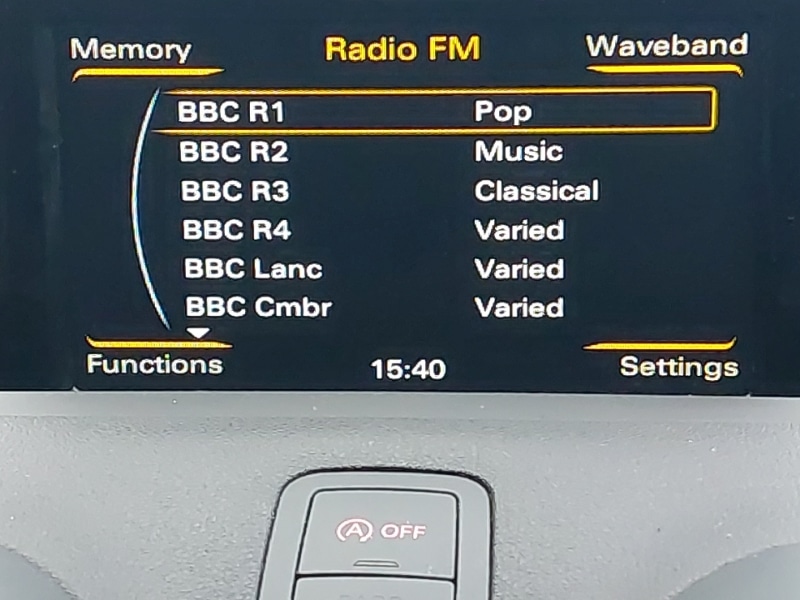 Memory Radio FM Waveband
BBC R1 Pop
BBC R2 Music
BBC R3 Classical
BBC R4 Varied
BBC Lanc Varied
BBC Cmbr Varied
Functions 15:40 Settings
A OFF